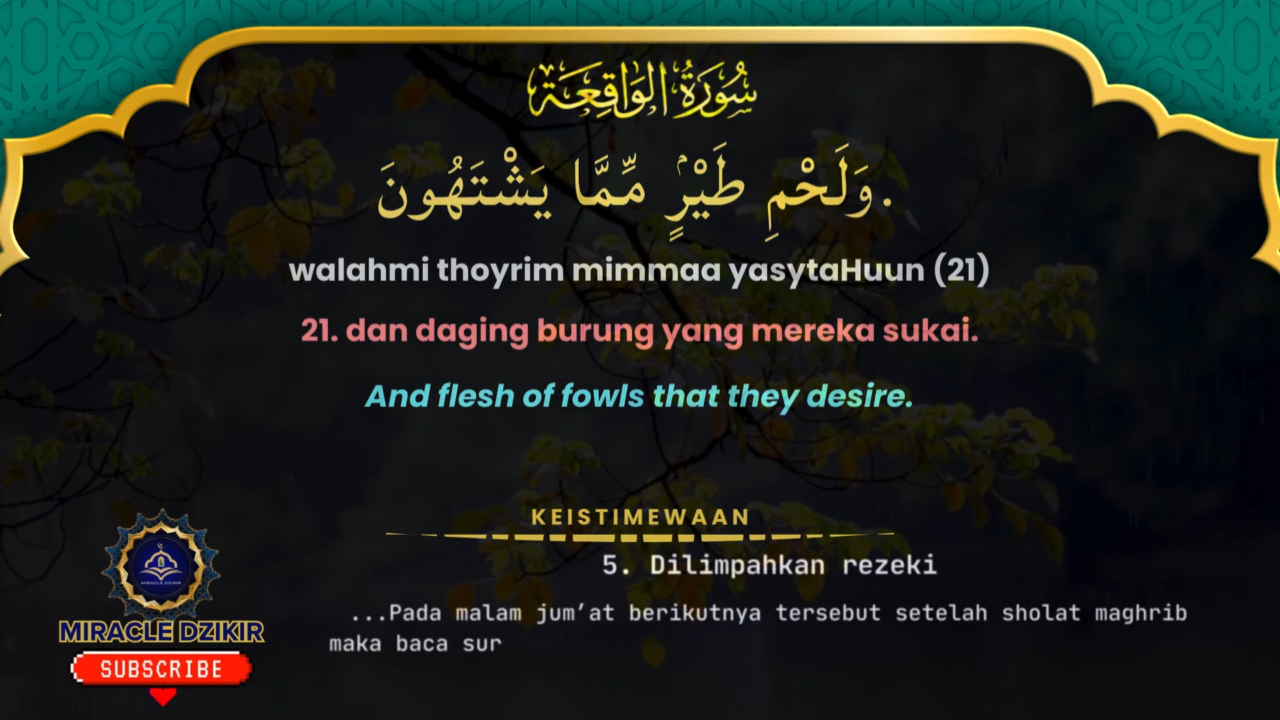 سُورَةُ الوَاقِعَة
وَلَحْمِ طَيْرٍۢ مِّمَّا يَشْتَهُونَ.
walahmi thoyrim mimmaa yasytaHuun (21)
21. dan daging burung yang mereka sukai.
And flesh of fowls that they desire.
KEISTIMEWAAN
5. Dilimpahkan rezeki
...Pada malam jum’at berikutnya tersebut setelah sholat maghrib
maka baca sur
MIRACLE DZIKIR
MIRACLE DZIKIR
SUBSCRIBE